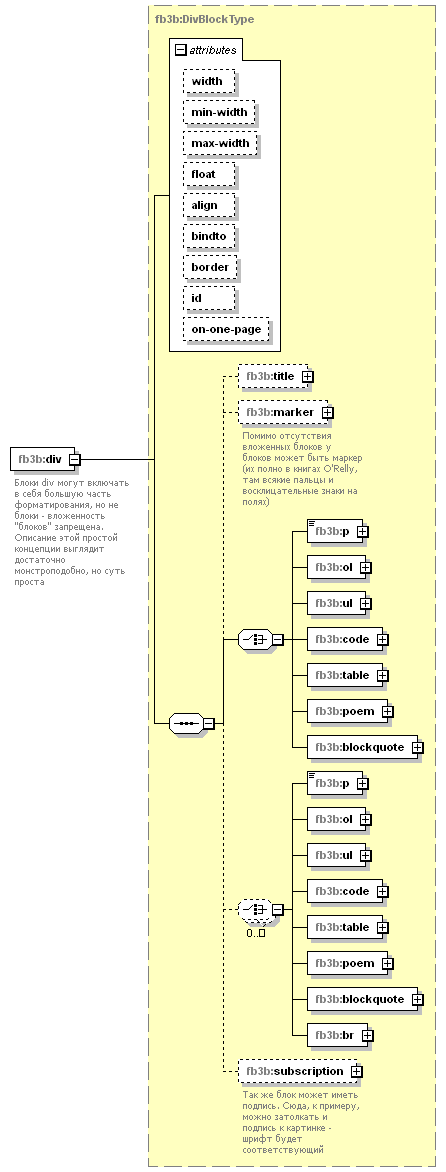 fb3b:DivBlockType
attributes
width
min-width
max-width
float
align
bindto
border
id
on-one-page
fb3b:title
fb3b:marker
Помимо отсутствия
вложенных блоков у
блоков может быть маркер
(их полно в книгах O'Relly,
там всякие пальцы и
восклицательные знаки на
полях)
fb3b:div
Блоки div могут включать
в себя большую часть
форматирования, но не
блоки - вложенность
"блоков" запрещена.
Описание этой простой
концепции выглядит
достаточно
монстроподобно, но суть
проста
fb3b:p
fb3b:ol
fb3b:ul
fb3b:code
fb3b:table
fb3b:poem
fb3b:blockquote
fb3b:p
fb3b:ol
fb3b:ul
fb3b:code
fb3b:table
fb3b:poem
fb3b:blockquote
fb3b:br
0..
fb3b:subscription
Так же блок может иметь
подпись. Сюда, к примеру,
можно затолкать и
подпись к картинке -
шрифт будет
соответствующий